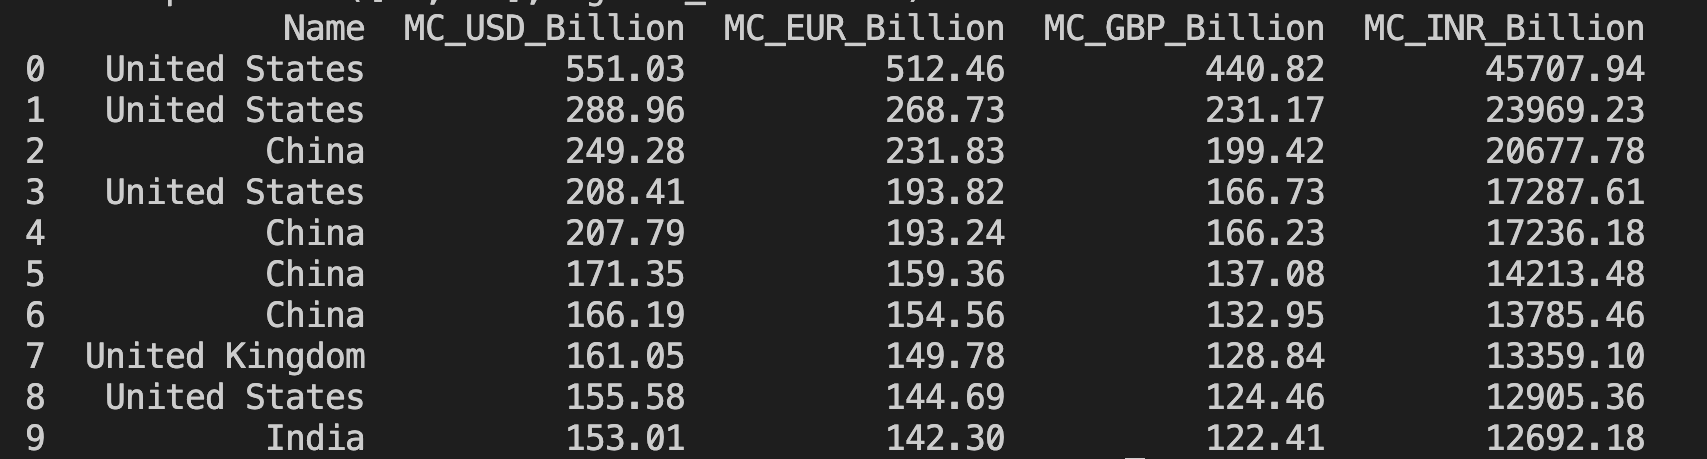 Name MC_USD_Billion MC_EUR_Billion MC_GBP_Billion MC_INR_Billion
0 United States 551.03 512.46 440.82 45707.94
1 United States 288.96 268.73 231.17 23969.23
2 China 249.28 231.83 199.42 20677.78
3 United States 208.41 193.82 166.73 17287.61
4 China 207.79 193.24 166.23 17236.18
5 China 171.35 159.36 137.08 14213.48
6 China 166.19 154.56 132.95 13785.46
7 United Kingdom 161.05 149.78 128.84 13359.10
8 United States 155.58 144.69 124.46 12905.36
9 India 153.01 142.30 122.41 12692.18